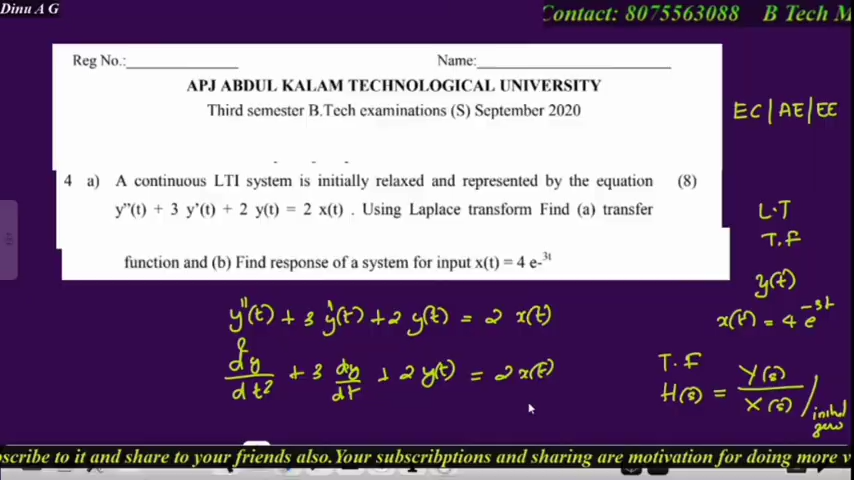 Dinu A G
Contact: 8075563088 B Tech M
Reg No.:____________ Name:____________________
APJ ABDUL KALAM TECHNOLOGICAL UNIVERSITY
Third semester B.Tech examinations (S) September 2020
EC | AE | EE
4 a) A continuous LTI system is initially relaxed and represented by the equation (8)
y”(t) + 3 y’(t) + 2 y(t) = 2 x(t) . Using Laplace transform Find (a) transfer
function and (b) Find response of a system for input x(t) = 4 e-³ᵗ
L.T
T.F
y(t)
x(t) = 4 e^-3t
y''(t) + 3 y'(t) + 2 y(t) = 2 x(t)
d²y/dt² + 3 dy/dt + 2 y(t) = 2 x(t)
T.F
H(s) = Y(s)/X(s) /
zero
scribe to it and share to your friends also.Your subscribptions and sharing are motivation for doing more v